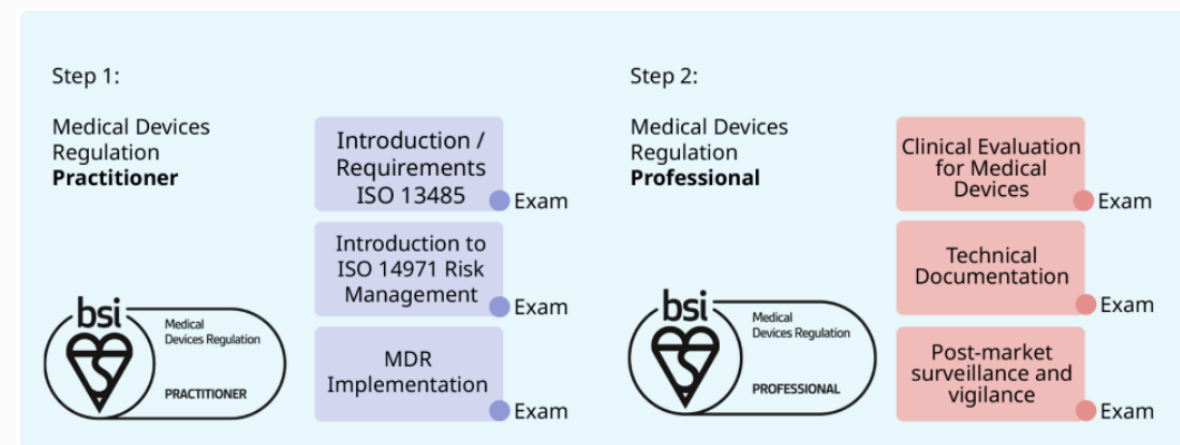 Step 1:
Medical Devices
Regulation
Practitioner
Introduction /
Requirements
ISO 13485
Exam
Introduction to
ISO 14971 Risk
Management
Exam
MDR
Implementation
Exam
bsi
Medical
Devices Regulation
PRACTITIONER
Step 2:
Medical Devices
Regulation
Professional
Clinical Evaluation
for Medical
Devices
Exam
Technical
Documentation
Exam
Post-market
surveillance and
vigilance
Exam
bsi
Medical
Devices Regulation
PROFESSIONAL